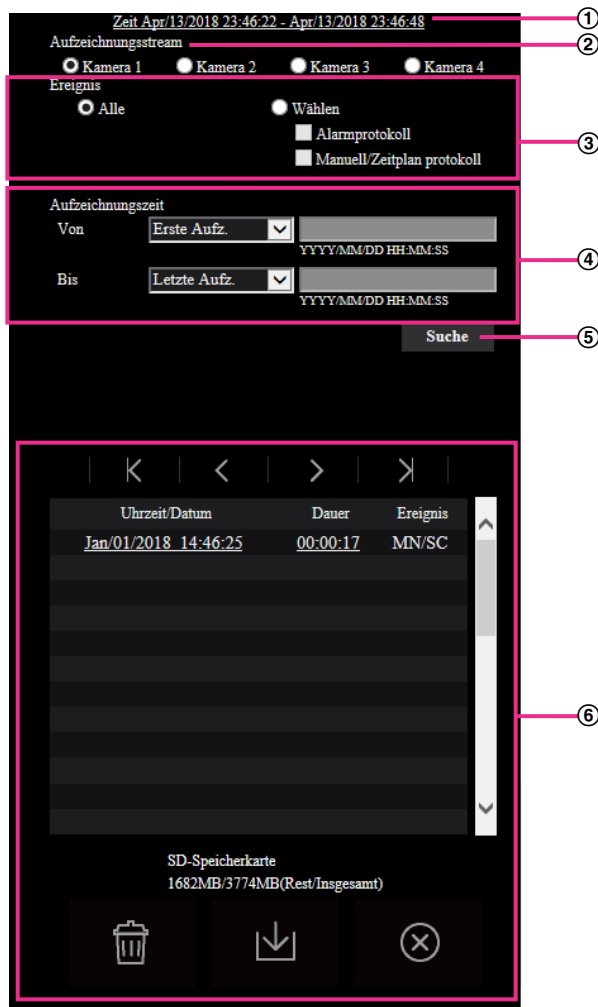 Zeit Apr/13/2018 23:46:22 - Apr/13/2018 23:46:48 ①
Aufzeichnungsstream ②
Kamera 1 Kamera 2 Kamera 3 Kamera 4
Ereignis
Alle Wählen
Alarmprotokoll ③
Manuell/Zeitplan protokoll
Aufzeichnungszeit
Von Erste Aufz.
YYYY/MM/DD HH:MM:SS ④
Bis Letzte Aufz.
YYYY/MM/DD HH:MM:SS
Suche ⑤
Uhrzeit/Datum Dauer Ereignis
Jan/01/2018 14:46:25 00:00:17 MN/SC
⑥
SD-Speicherkarte
1682MB/3774MB(Rest/Insgesamt)